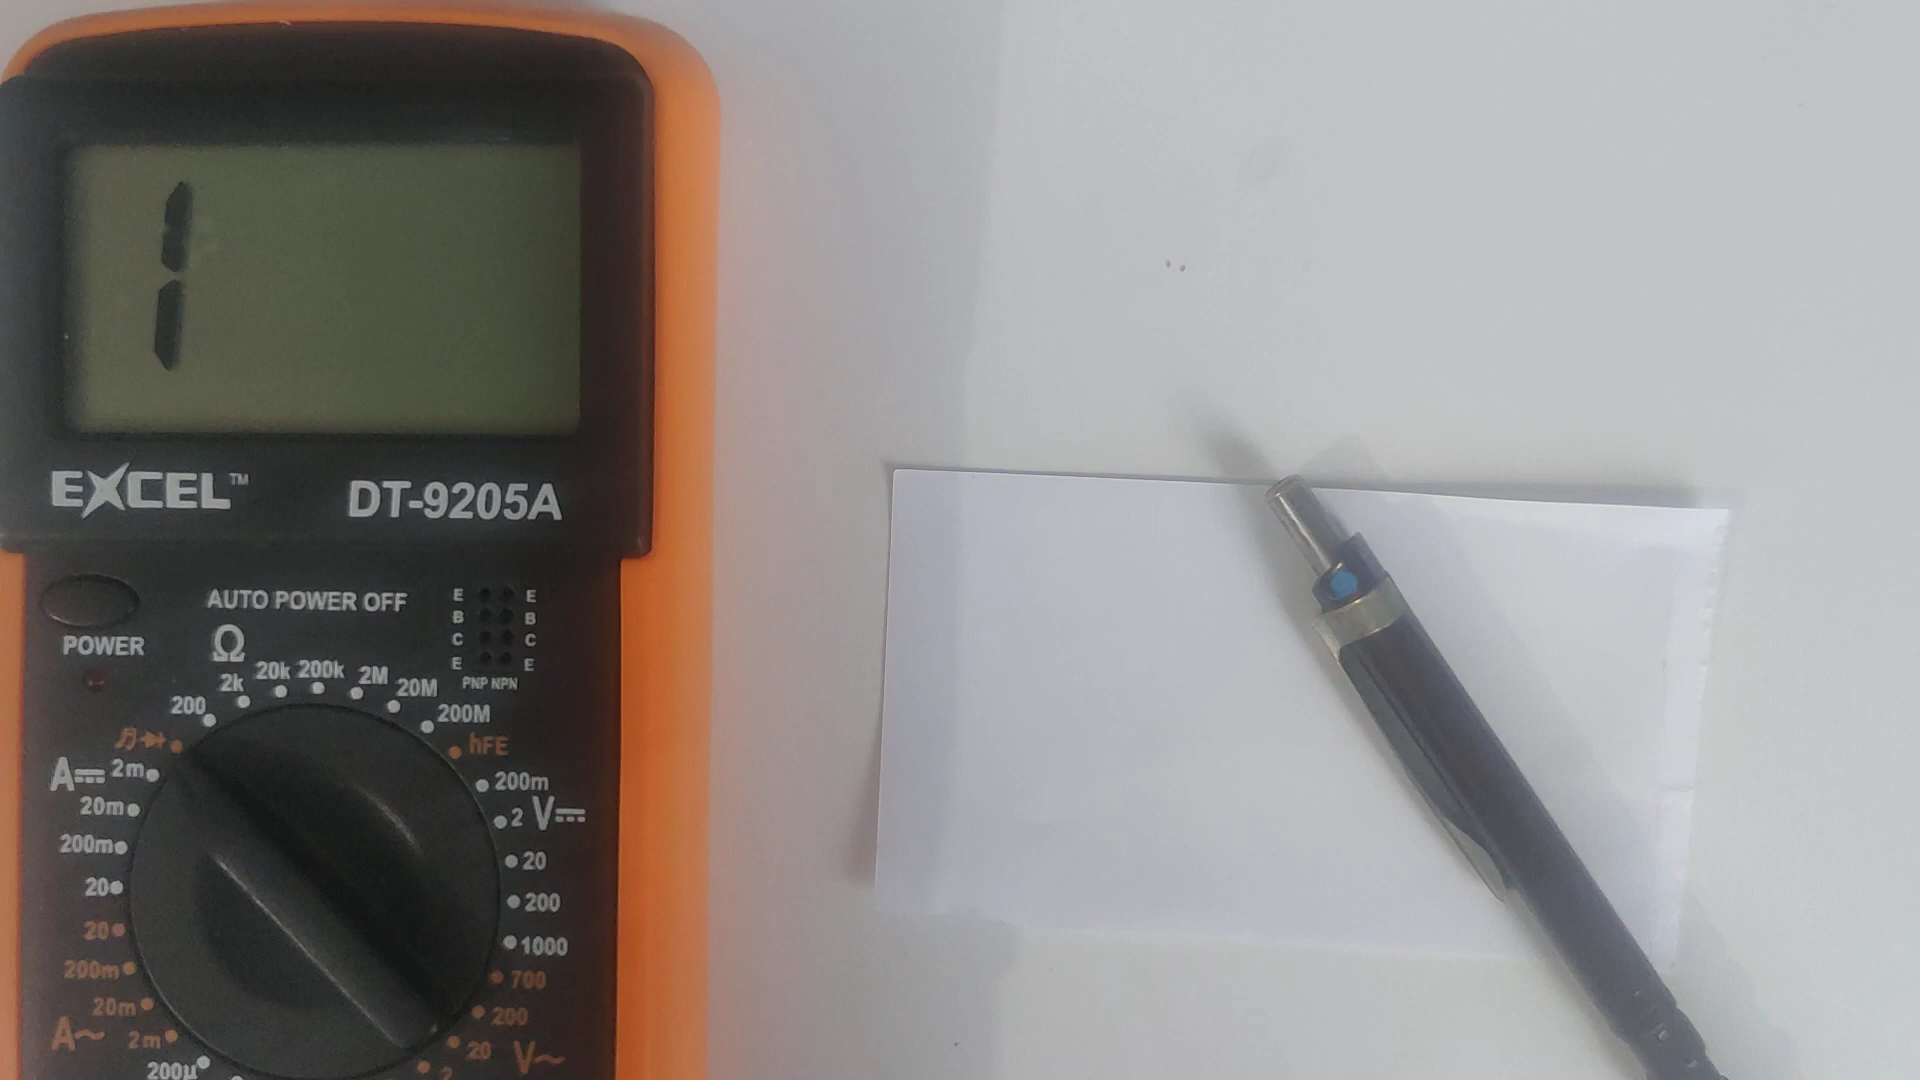 1
EXCEL™ DT-9205A
AUTO POWER OFF
POWER
Ω
E E
B B
C C
E E
PNP NPN
200 2k 20k 200k 2M 20M 200M
hFE
A⎓ 2m
20m
200m
20
20
200m
20m
A~ 2m
200µ
200m
2 V⎓
20
200
1000
700
200
20 V~
2